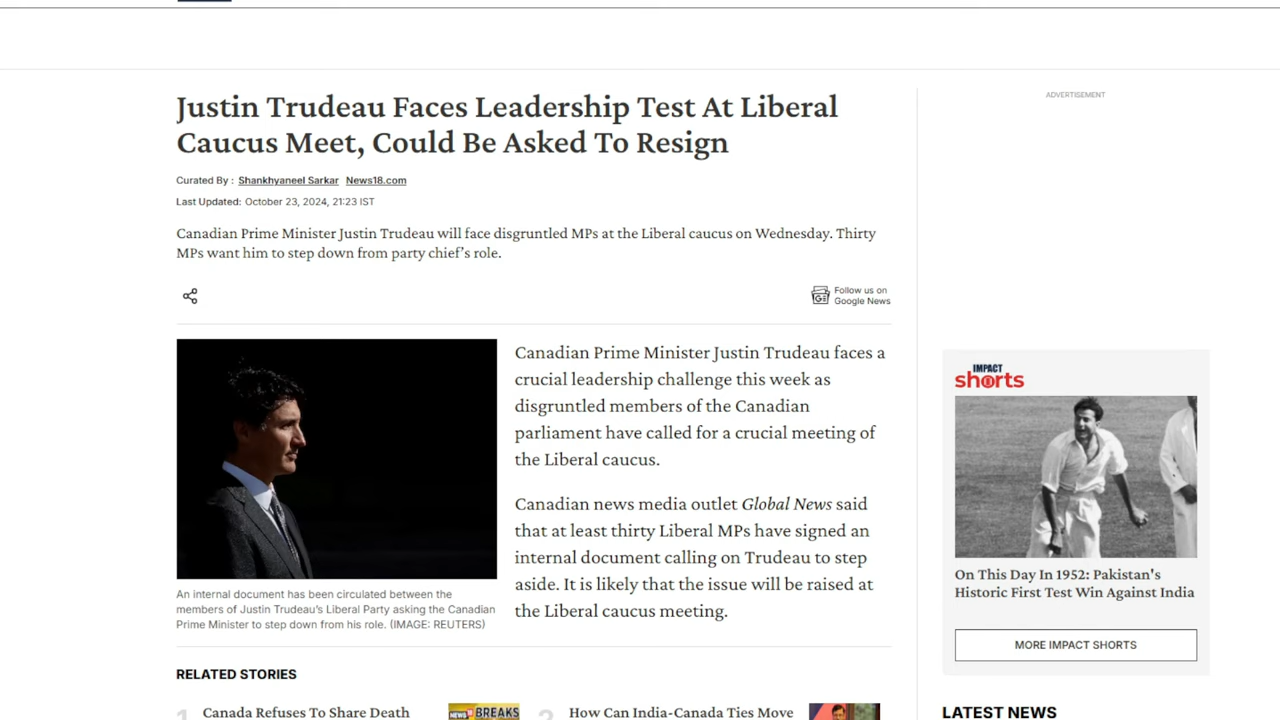 Justin Trudeau Faces Leadership Test At Liberal
Caucus Meet, Could Be Asked To Resign
Curated By : Shankhyaneel Sarkar News18.com
Last Updated: October 23, 2024, 21:23 IST
Canadian Prime Minister Justin Trudeau will face disgruntled MPs at the Liberal caucus on Wednesday. Thirty
MPs want him to step down from party chief's role.
Follow us on
Google News
Canadian Prime Minister Justin Trudeau faces a
crucial leadership challenge this week as
disgruntled members of the Canadian
parliament have called for a crucial meeting of
the Liberal caucus.
Canadian news media outlet Global News said
that at least thirty Liberal MPs have signed an
internal document calling on Trudeau to step
aside. It is likely that the issue will be raised at
the Liberal caucus meeting.
An internal document has been circulated between the
members of Justin Trudeau's Liberal Party asking the Canadian
Prime Minister to step down from his role. (IMAGE: REUTERS)
RELATED STORIES
1 Canada Refuses To Share Death
NEWS18 BREAKS
2 How Can India-Canada Ties Move
ADVERTISEMENT
IMPACT
shorts
On This Day In 1952: Pakistan's
Historic First Test Win Against India
MORE IMPACT SHORTS
LATEST NEWS